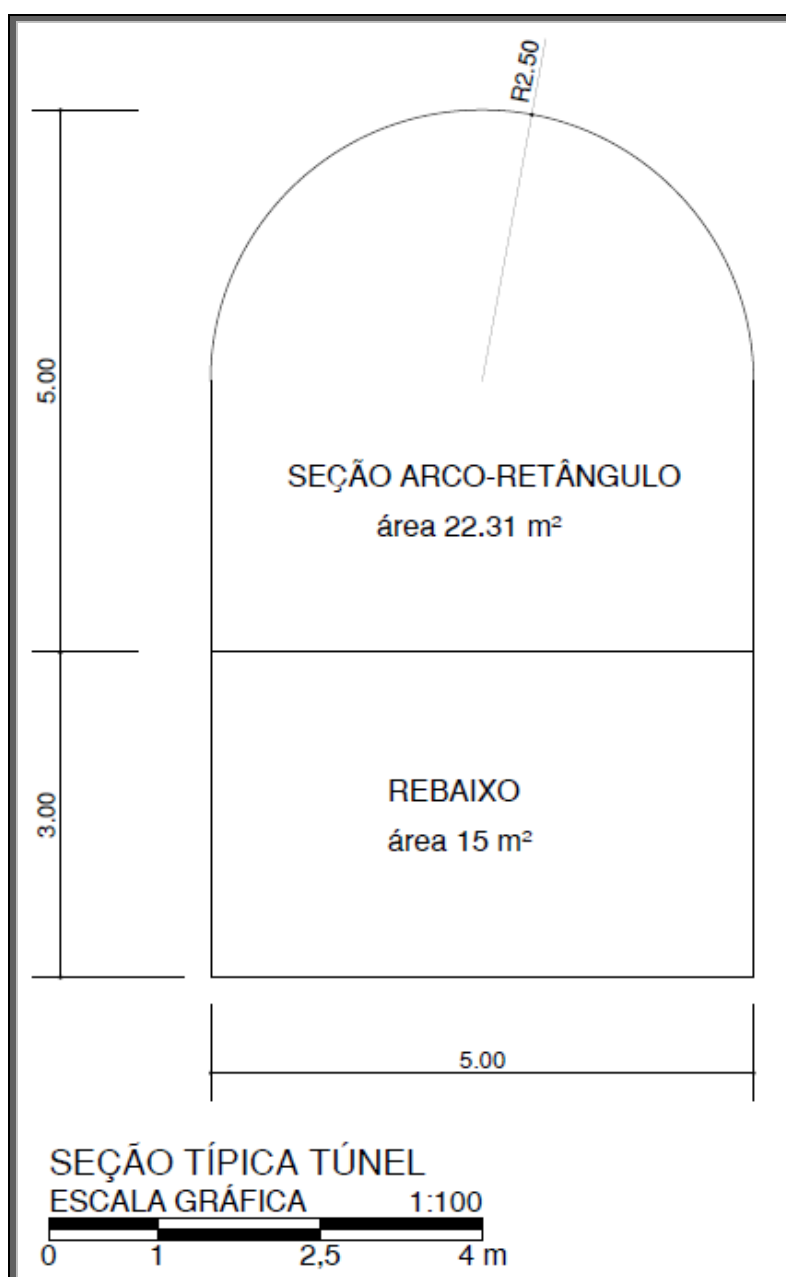 R2.50
5.00
SEÇÃO ARCO-RETÂNGULO
área 22.31 m²
REBAIXO
área 15 m²
3.00
5.00
SEÇÃO TÍPICA TÚNEL
ESCALA GRÁFICA 1:100
0 1 2,5 4 m